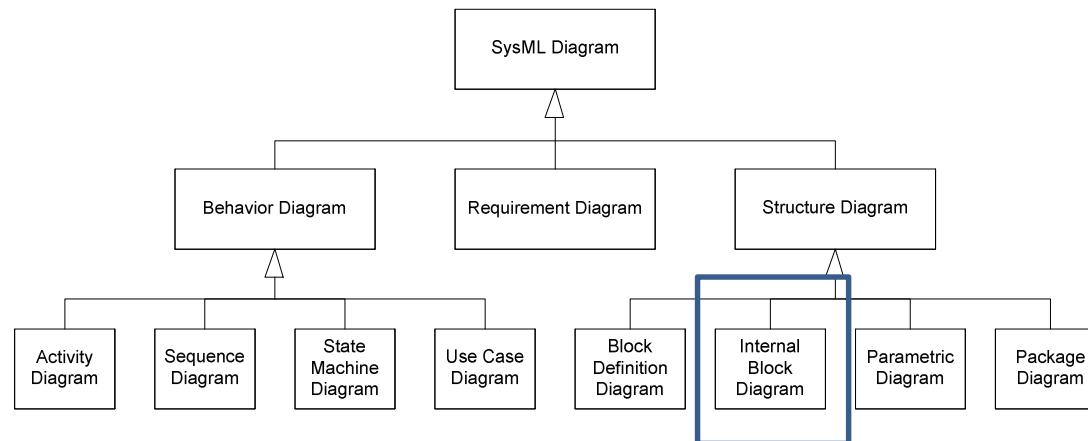 SysML Diagram
Behavior Diagram
Requirement Diagram
Structure Diagram
Activity
Diagram
Sequence
Diagram
State
Machine
Diagram
Use Case
Diagram
Block
Definition
Diagram
Internal
Block
Diagram
Parametric
Diagram
Package
Diagram